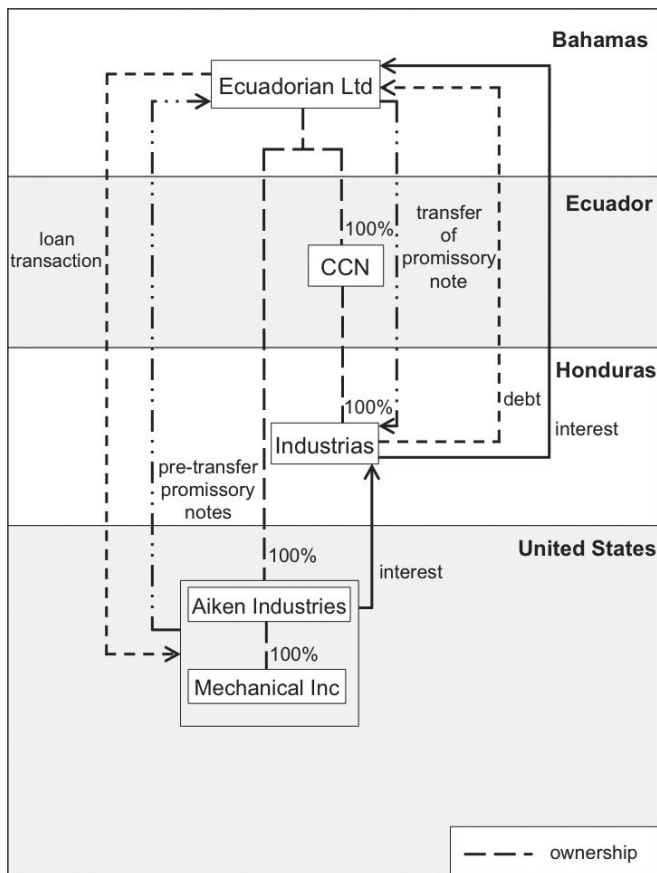 Bahamas
Ecuadorian Ltd
Ecuador
loan
transaction
100%
transfer
of
promissory
note
CCN
Honduras
100%
debt
Industrias
interest
pre-transfer
promissory
notes
United States
100%
interest
Aiken Industries
100%
Mechanical Inc
ownership